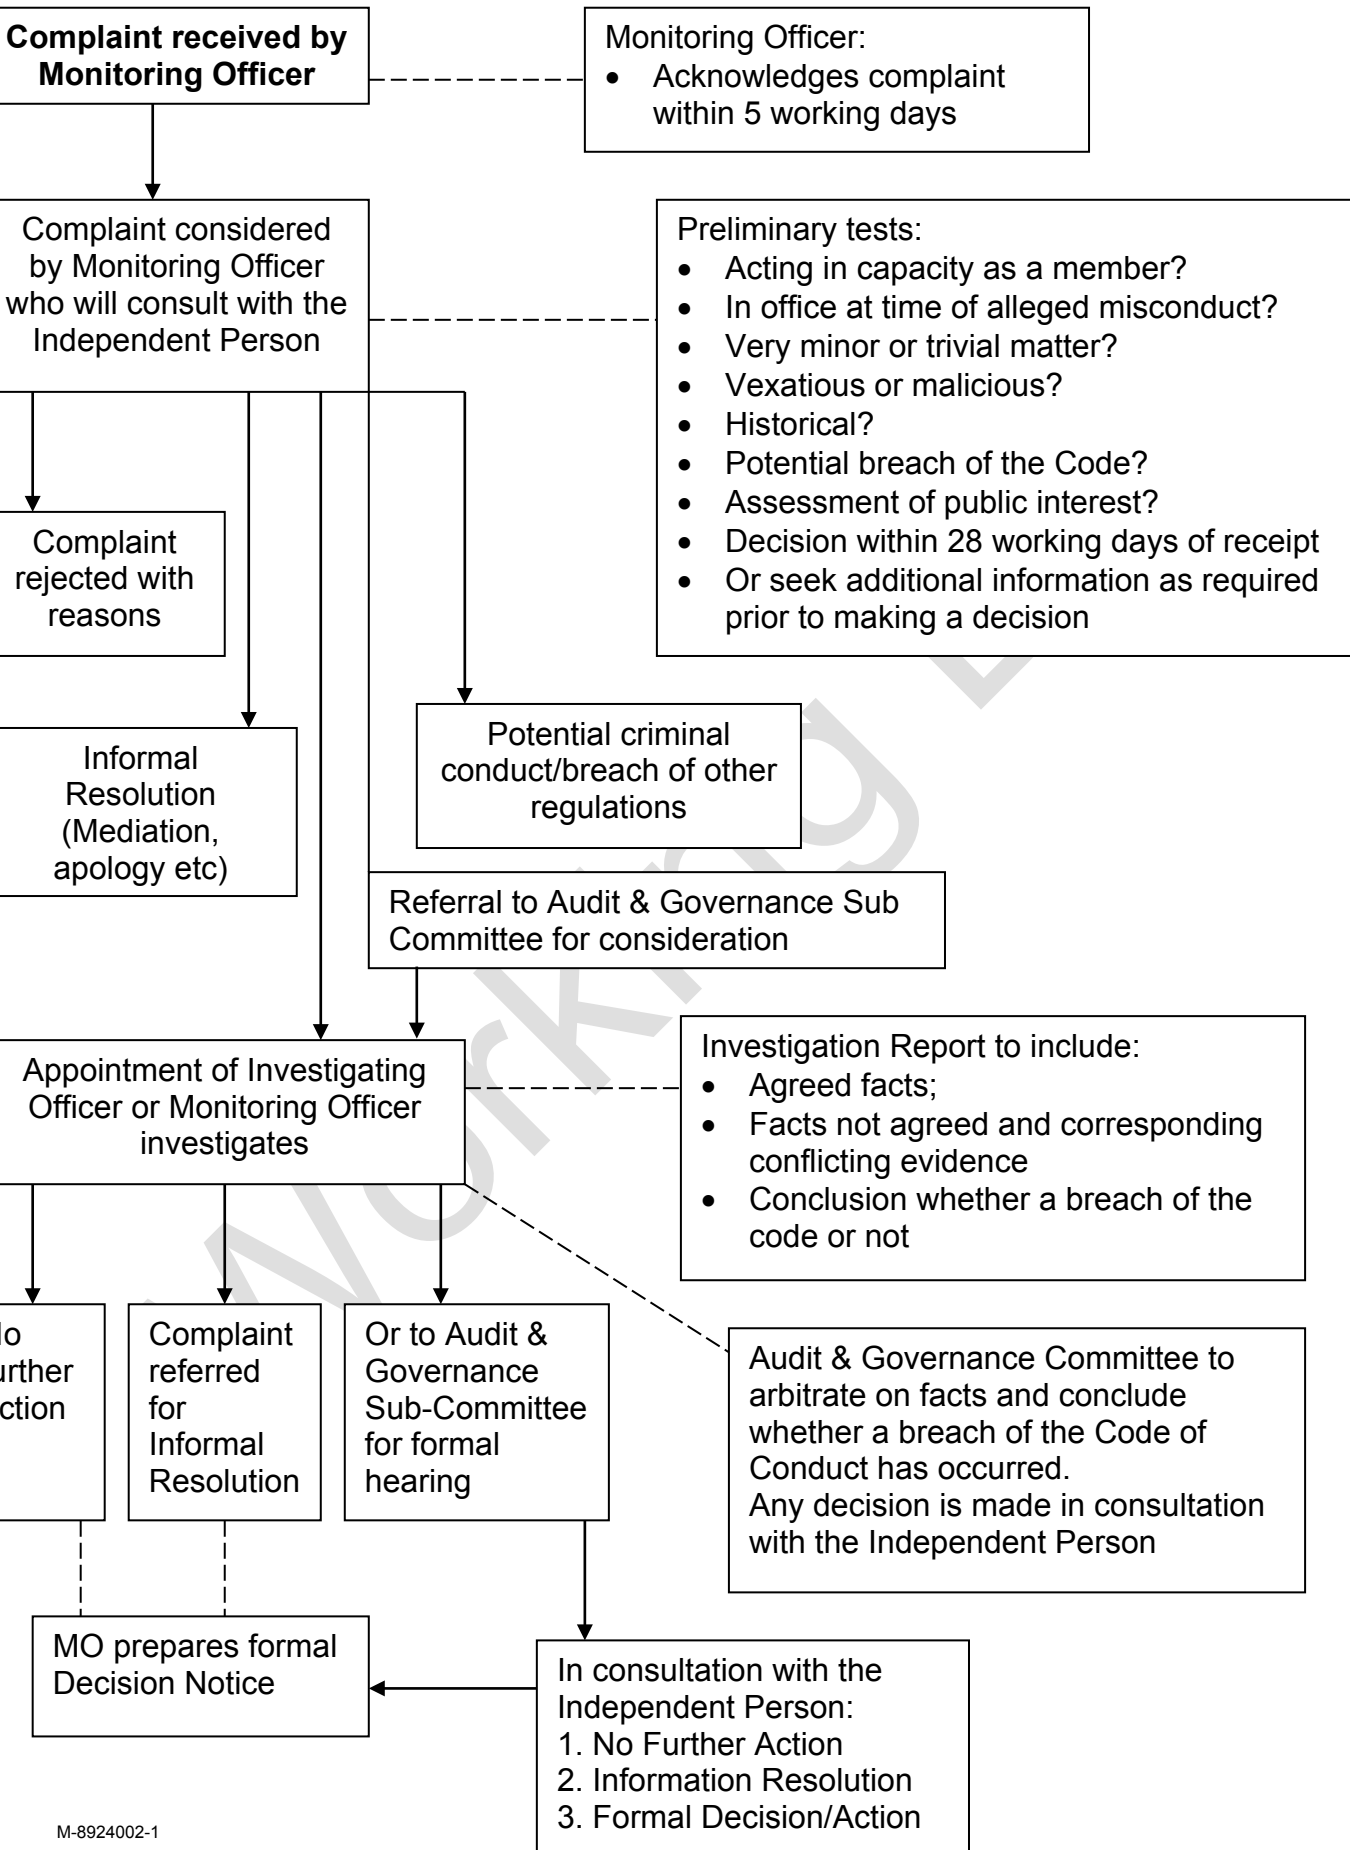 Complaint received by
Monitoring Officer
Monitoring Officer:
• Acknowledges complaint
within 5 working days
Complaint considered
by Monitoring Officer
who will consult with the
Independent Person
Preliminary tests:
• Acting in capacity as a member?
• In office at time of alleged misconduct?
• Very minor or trivial matter?
• Vexatious or malicious?
• Historical?
• Potential breach of the Code?
• Assessment of public interest?
• Decision within 28 working days of receipt
• Or seek additional information as required
prior to making a decision
Complaint
rejected with
reasons
Informal
Resolution
(Mediation,
apology etc)
Potential criminal
conduct/breach of other
regulations
Referral to Audit & Governance Sub
Committee for consideration
Appointment of Investigating
Officer or Monitoring Officer
investigates
Investigation Report to include:
• Agreed facts;
• Facts not agreed and corresponding
conflicting evidence
• Conclusion whether a breach of the
code or not
Complaint
referred
for
Informal
Resolution
Or to Audit &
Governance
Sub-Committee
for formal
hearing
Audit & Governance Committee to
arbitrate on facts and conclude
whether a breach of the Code of
Conduct has occurred.
Any decision is made in consultation
with the Independent Person
MO prepares formal
Decision Notice
In consultation with the
Independent Person:
1. No Further Action
2. Information Resolution
3. Formal Decision/Action
M-8924002-1
Working